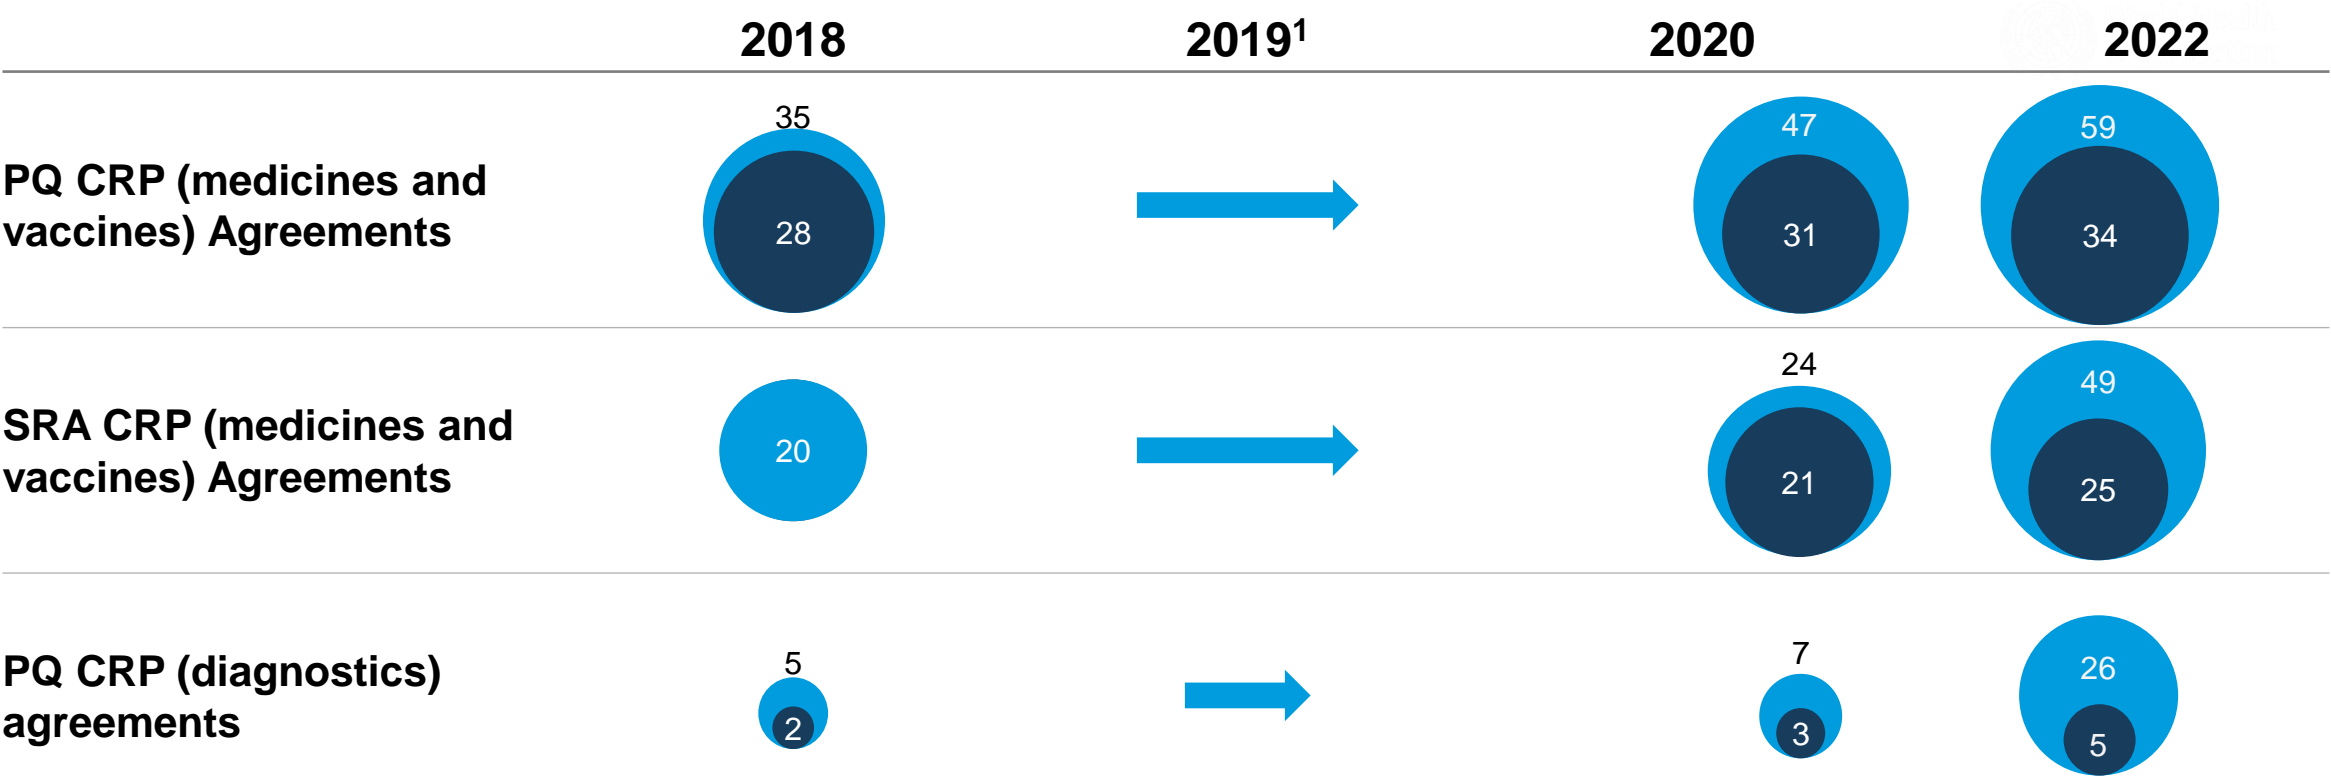 2018 2019¹ 2020 2022
PQ CRP (medicines and
vaccines) Agreements
35
28
47
31
59
34
SRA CRP (medicines and
vaccines) Agreements
20
24
21
49
25
PQ CRP (diagnostics)
agreements
5
2
7
3
26
5